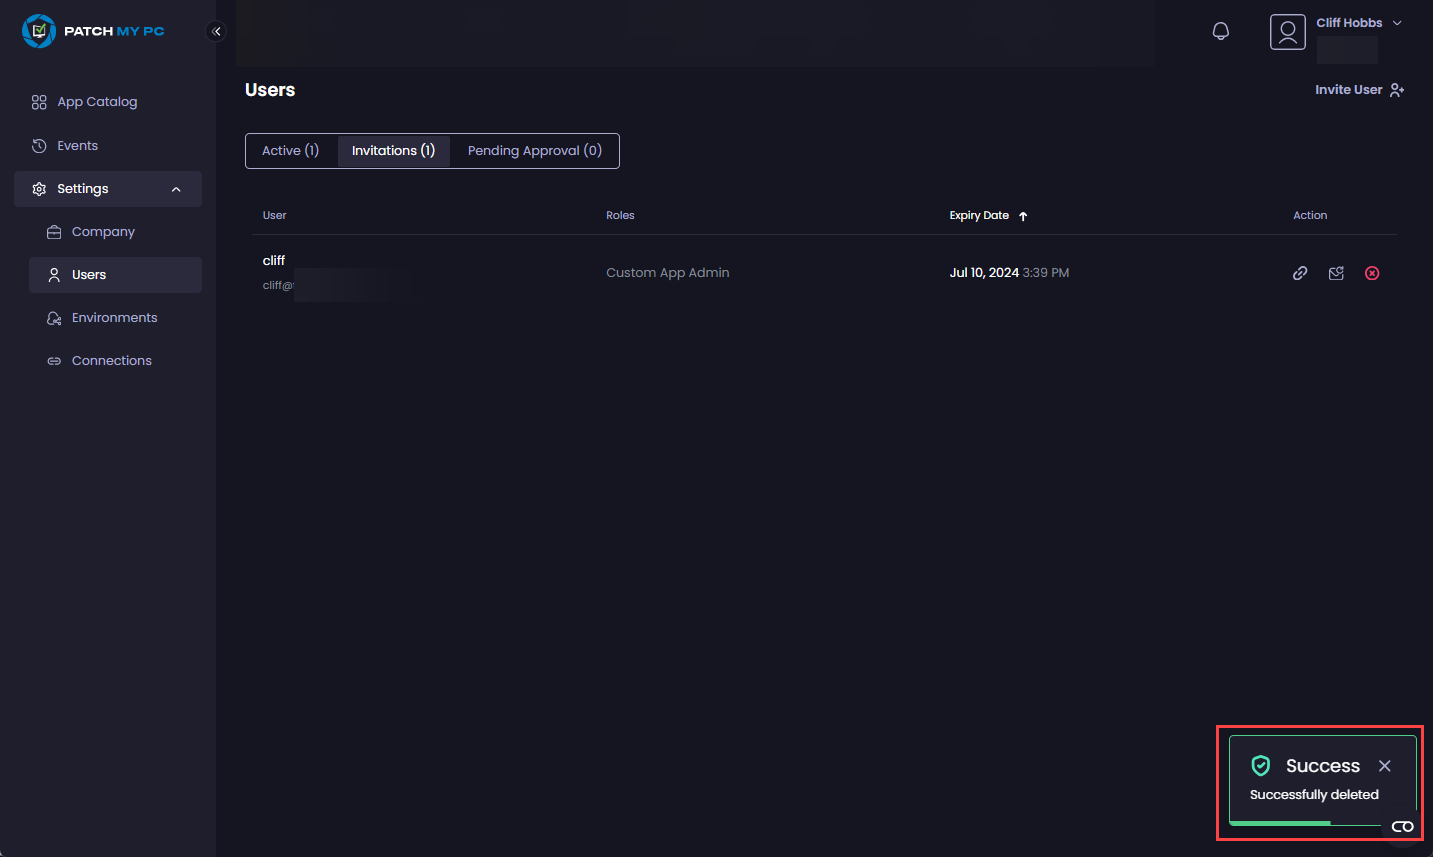 PATCH MY PC
Cliff Hobbs
App Catalog
Events
Settings
Company
Users
Environments
Connections
Users
Invite User
Active (1)
Invitations (1)
Pending Approval (0)
User
Roles
Expiry Date
Action
cliff
cliff@
Custom App Admin
Jul 10, 2024 3:39 PM
Success
Successfully deleted